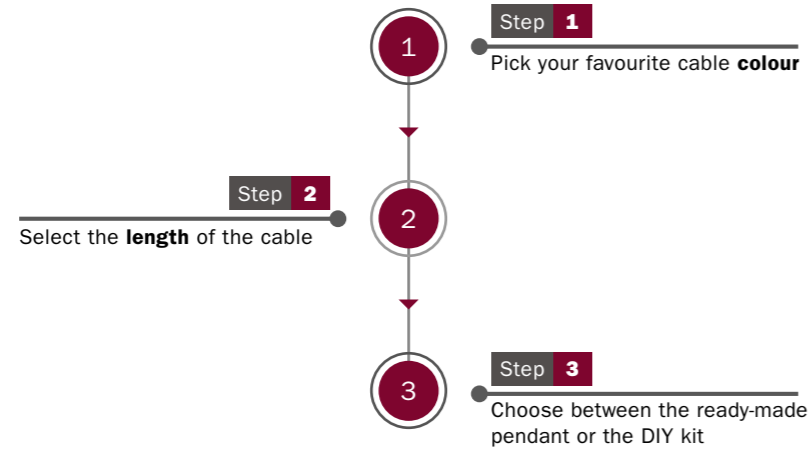 1
Step 1
Pick your favourite cable colour
2
Step 2
Select the length of the cable
3
Step 3
Choose between the ready-made
pendant or the DIY kit